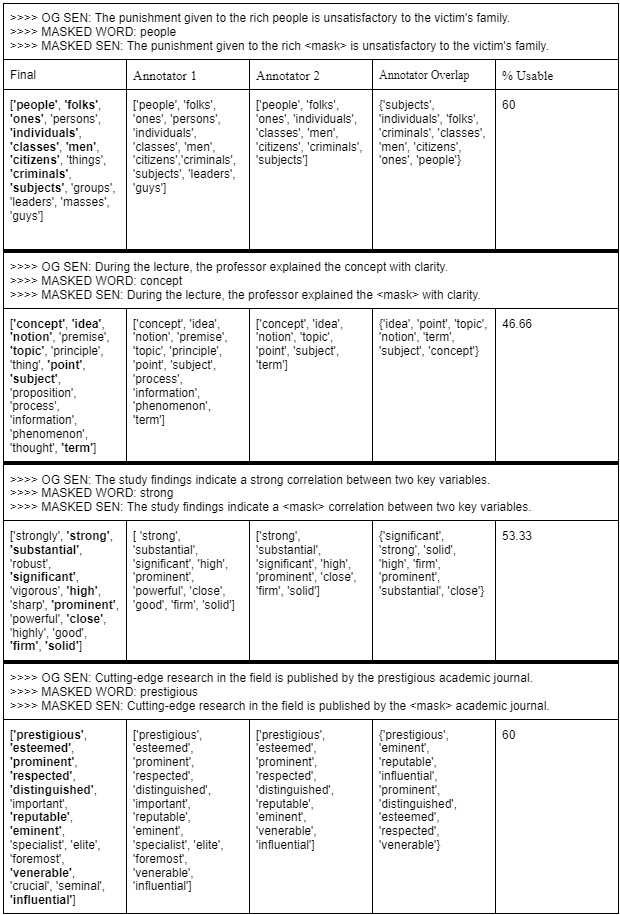 >>>> OG SEN: The punishment given to the rich people is unsatisfactory to the victim's family.
>>>> MASKED WORD: people
>>>> MASKED SEN: The punishment given to the rich <mask> is unsatisfactory to the victim's family.
Final
Annotator 1
Annotator 2
Annotator Overlap
% Usable
['people', 'folks',
'ones', 'persons',
'individuals',
'classes', 'men',
'citizens', 'things',
'criminals',
'subjects', 'groups',
'leaders', 'masses',
'guys']
['people', 'folks',
'ones', 'persons',
'individuals',
'classes', 'men',
'citizens','criminals',
'subjects', 'leaders',
'guys']
['people', 'folks',
'ones', 'individuals',
'classes', 'men',
'citizens', 'criminals',
'subjects']
{'subjects',
'individuals', 'folks',
'criminals', 'classes',
'men', 'citizens',
'ones', 'people'}
60
>>>> OG SEN: During the lecture, the professor explained the concept with clarity.
>>>> MASKED WORD: concept
>>>> MASKED SEN: During the lecture, the professor explained the <mask> with clarity.
['concept', 'idea',
'notion', 'premise',
'topic', 'principle',
'thing', 'point',
'subject',
'proposition',
'process',
'information',
'phenomenon',
'thought', 'term']
['concept', 'idea',
'notion', 'premise',
'topic', 'principle',
'point', 'subject',
'process',
'information',
'phenomenon',
'term']
['concept', 'idea',
'notion', 'topic',
'point', 'subject',
'term']
{'idea', 'point', 'topic',
'notion', 'term',
'subject', 'concept'}
46.66
>>>> OG SEN: The study findings indicate a strong correlation between two key variables.
>>>> MASKED WORD: strong
>>>> MASKED SEN: The study findings indicate a <mask> correlation between two key variables.
['strongly', 'strong',
'substantial',
'robust',
'significant',
'vigorous', 'high',
'sharp', 'prominent',
'powerful', 'close',
'highly', 'good',
'firm', 'solid']
[ 'strong',
'substantial',
'significant', 'high',
'prominent',
'powerful', 'close',
'good', 'firm', 'solid']
['strong',
'substantial',
'significant', 'high',
'prominent', 'close',
'firm', 'solid']
{'significant',
'strong', 'solid',
'high', 'firm',
'prominent',
'substantial', 'close'}
53.33
>>>> OG SEN: Cutting-edge research in the field is published by the prestigious academic journal.
>>>> MASKED WORD: prestigious
>>>> MASKED SEN: Cutting-edge research in the field is published by the <mask> academic journal.
['prestigious',
'esteemed',
'prominent',
'respected',
'distinguished',
'important',
'reputable',
'eminent',
'specialist', 'elite',
'foremost',
'venerable',
'crucial', 'seminal',
'influential']
['prestigious',
'esteemed',
'prominent',
'respected',
'distinguished',
'important',
'reputable',
'eminent',
'specialist', 'elite',
'foremost',
'venerable',
'influential']
['prestigious',
'esteemed',
'prominent',
'respected',
'distinguished',
'reputable',
'eminent',
'venerable',
'influential']
{'prestigious',
'eminent',
'reputable',
'influential',
'prominent',
'distinguished',
'esteemed',
'respected',
'venerable'}
60